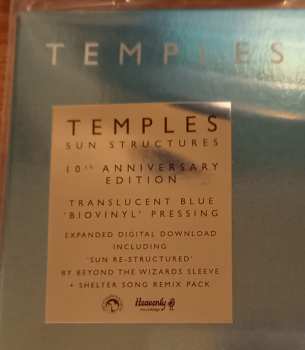 TEMPLES
TEMPLES
SUN STRUCTURES
10TH ANNIVERSARY
EDITION
TRANSLUCENT BLUE
'BIOVINYL' PRESSING
EXPANDED DIGITAL DOWNLOAD
INCLUDING
'SUN RE-STRUCTURED'
BY BEYOND THE WIZARDS SLEEVE
+ SHELTER SONG REMIX PACK
Heavenly